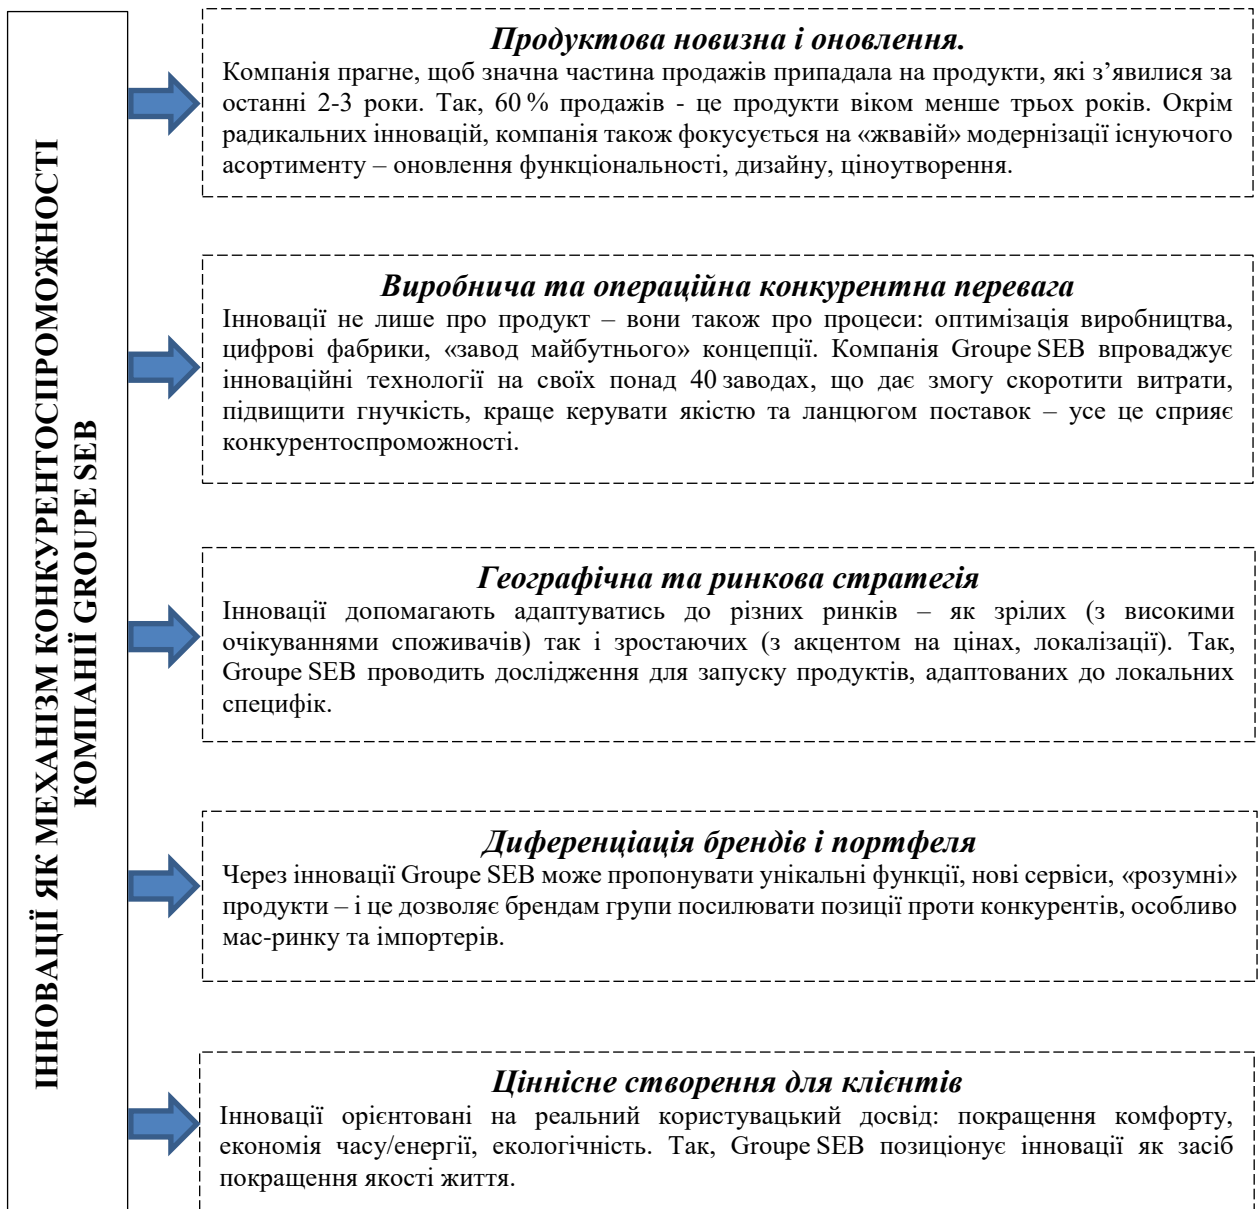 ІННОВАЦІЇ ЯК МЕХАНІЗМ КОНКУРЕНТОСПРОМОЖНОСТІ
КОМПАНІЇ GROUPE SEB
Продуктова новизна і оновлення.
Компанія прагне, щоб значна частина продажів припадала на продукти, які з’явилися за
останні 2-3 роки. Так, 60 % продажів - це продукти віком менше трьох років. Окрім
радикальних інновацій, компанія також фокусується на «жвавій» модернізації існуючого
асортименту – оновлення функціональності, дизайну, ціноутворення.
Виробнича та операційна конкурентна перевага
Інновації не лише про продукт – вони також про процеси: оптимізація виробництва,
цифрові фабрики, «завод майбутнього» концепції. Компанія Groupe SEB впроваджує
інноваційні технології на своїх понад 40 заводах, що дає змогу скоротити витрати,
підвищити гнучкість, краще керувати якістю та ланцюгом поставок – усе це сприяє
конкурентоспроможності.
Географічна та ринкова стратегія
Інновації допомагають адаптуватись до різних ринків – як зрілих (з високими
очікуваннями споживачів) так і зростаючих (з акцентом на цінах, локалізації). Так,
Groupe SEB проводить дослідження для запуску продуктів, адаптованих до локальних
специфік.
Диференціація брендів і портфеля
Через інновації Groupe SEB може пропонувати унікальні функції, нові сервіси, «розумні»
продукти – і це дозволяє брендам групи посилювати позиції проти конкурентів, особливо
мас-ринку та імпортерів.
Ціннісне створення для клієнтів
Інновації орієнтовані на реальний користувацький досвід: покращення комфорту,
економія часу/енергії, екологічність. Так, Groupe SEB позиціонує інновації як засіб
покращення якості життя.